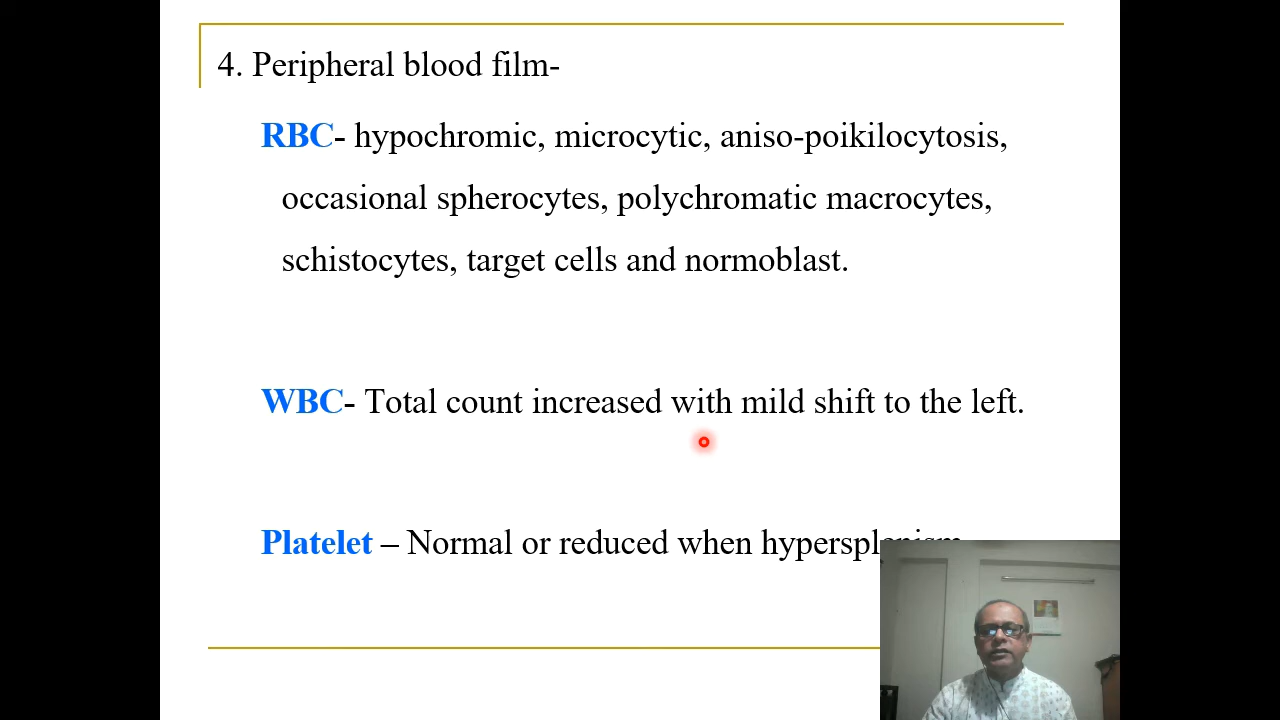 4. Peripheral blood film-
RBC- hypochromic, microcytic, aniso-poikilocytosis,
occasional spherocytes, polychromatic macrocytes,
schistocytes, target cells and normoblast.
WBC- Total count increased with mild shift to the left.
Platelet – Normal or reduced when hypersplenism